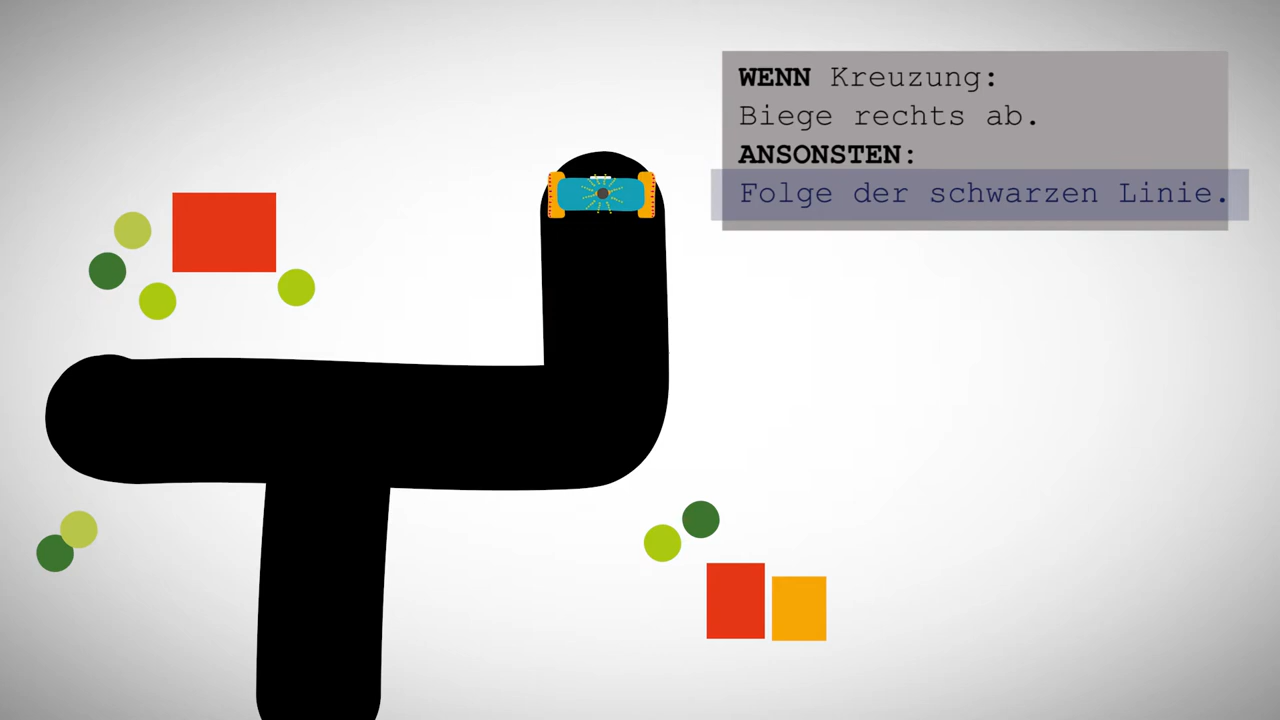 WENN Kreuzung:
Biege rechts ab.
ANSONSTEN:
Folge der schwarzen Linie.